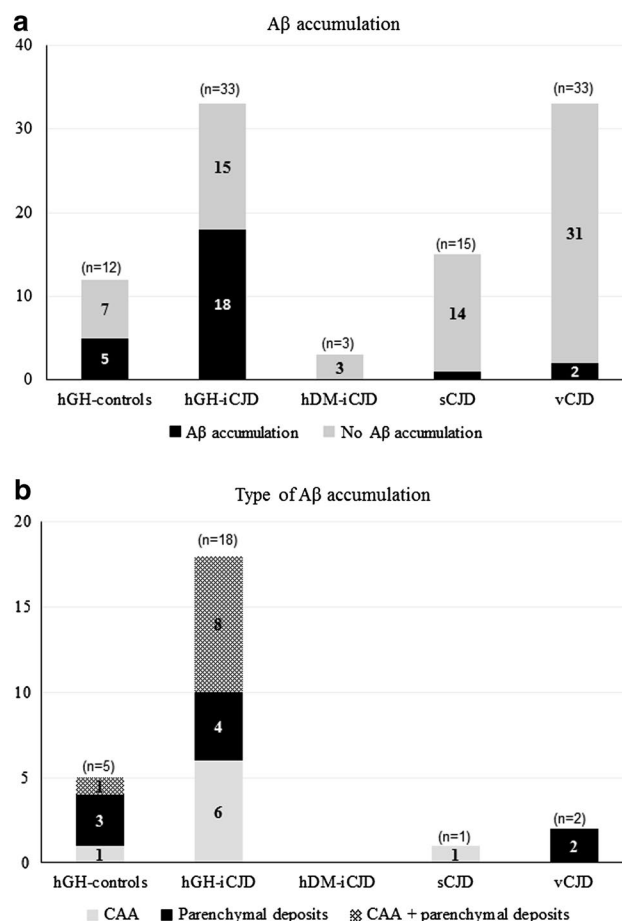 a
Aβ accumulation
40
30
20
10
0
(n=12)
7
5
(n=33)
15
18
(n=3)
3
(n=15)
14
(n=33)
31
2
hGH-controls hGH-iCJD hDM-iCJD sCJD vCJD
Aβ accumulation No Aβ accumulation
b
Type of Aβ accumulation
20
15
10
5
0
(n=5)
1
3
1
(n=18)
8
4
6
(n=1)
1
(n=2)
2
hGH-controls hGH-iCJD hDM-iCJD sCJD vCJD
CAA Parenchymal deposits CAA + parenchymal deposits